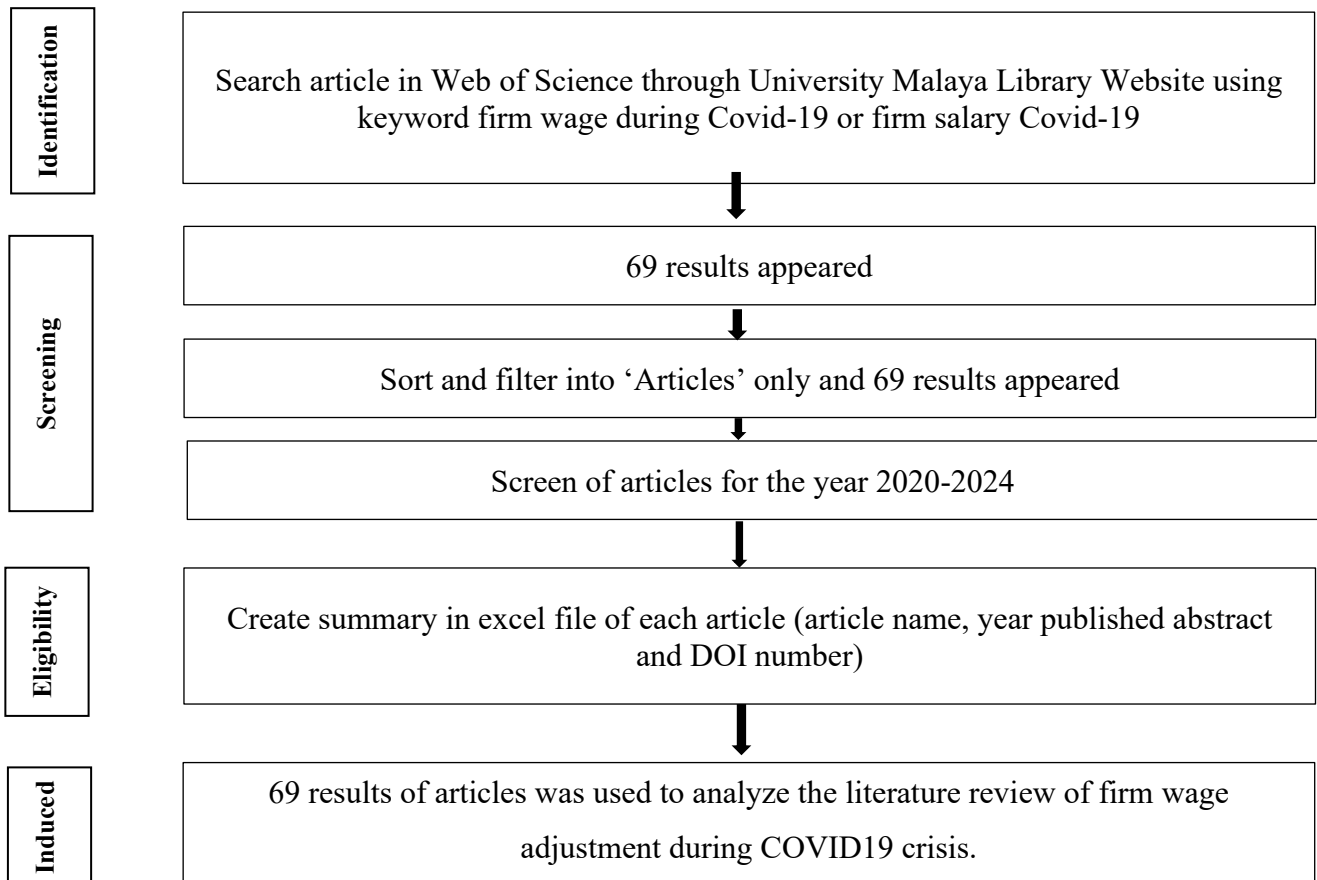 Identification
Search article in Web of Science through University Malaya Library Website using
keyword firm wage during Covid-19 or firm salary Covid-19
Screening
69 results appeared
Sort and filter into ‘Articles’ only and 69 results appeared
Screen of articles for the year 2020-2024
Eligibility
Create summary in excel file of each article (article name, year published abstract
and DOI number)
Induced
69 results of articles was used to analyze the literature review of firm wage
adjustment during COVID19 crisis.